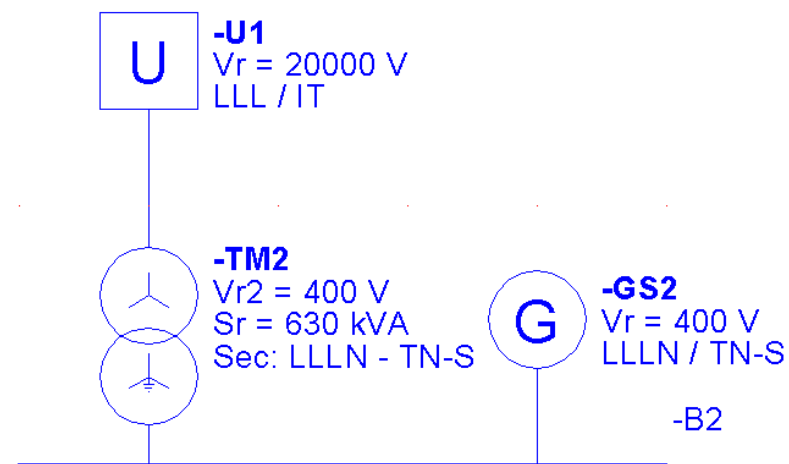 U
-U1
Vr = 20000 V
LLL / IT
-TM2
Vr2 = 400 V
Sr = 630 kVA
Sec: LLLN - TN-S
G
-GS2
Vr = 400 V
LLLN / TN-S
-B2